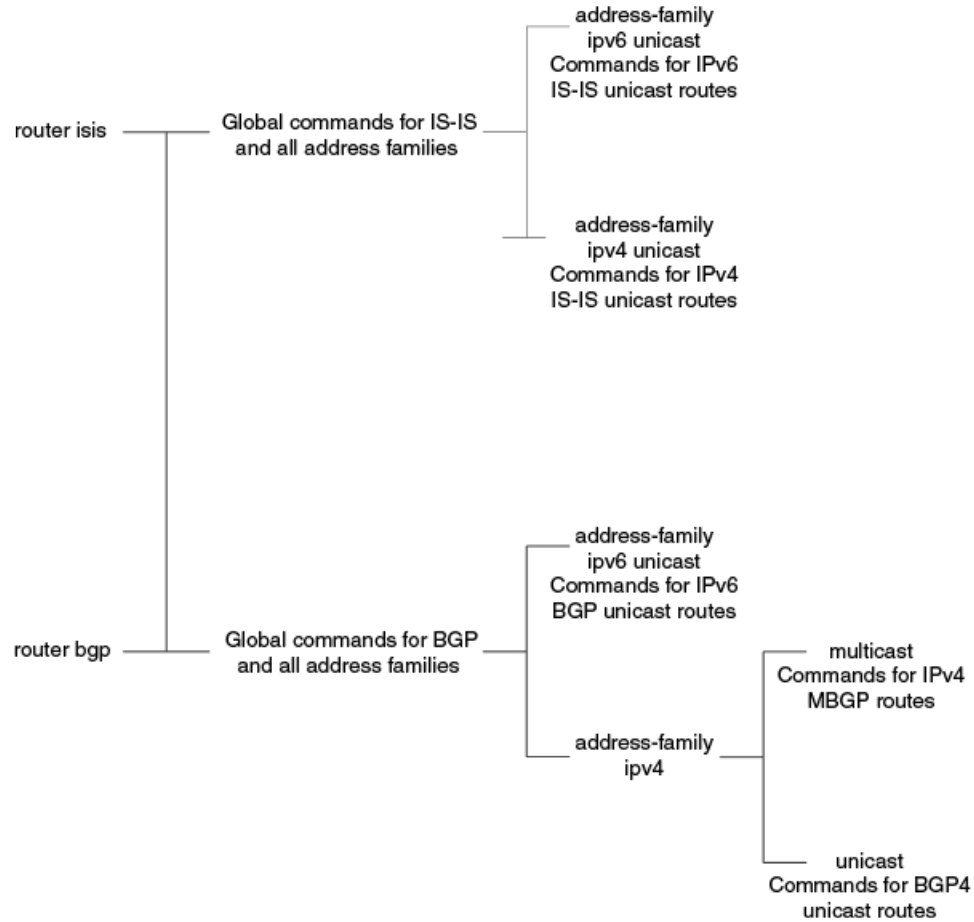 address-family
ipv6 unicast
Commands for IPv6
IS-IS unicast routes
router isis
Global commands for IS-IS
and all address families
address-family
ipv4 unicast
Commands for IPv4
IS-IS unicast routes
address-family
ipv6 unicast
Commands for IPv6
BGP unicast routes
router bgp
Global commands for BGP
and all address families
multicast
Commands for IPv4
MBGP routes
address-family
ipv4
unicast
Commands for BGP4
unicast routes